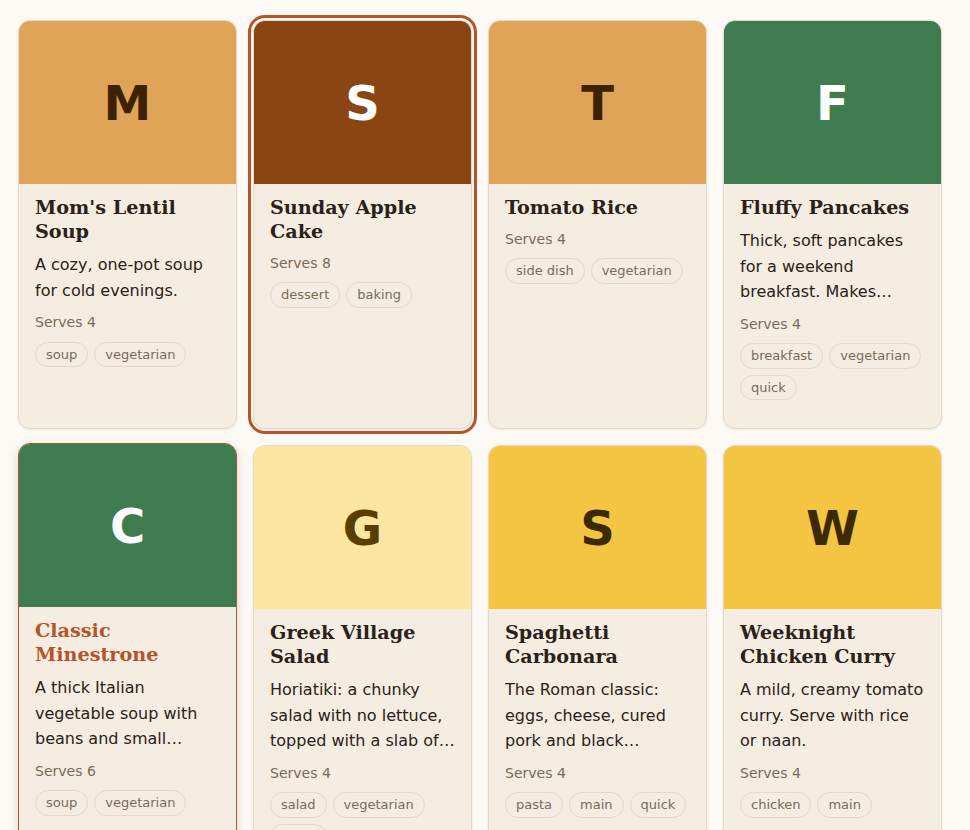 M
Mom's Lentil
Soup
A cozy, one-pot soup
for cold evenings.
Serves 4
soup
vegetarian
S
Sunday Apple
Cake
Serves 8
dessert
baking
T
Tomato Rice
Serves 4
side dish
vegetarian
F
Fluffy Pancakes
Thick, soft pancakes
for a weekend
breakfast. Makes…
Serves 4
breakfast
vegetarian
quick
C
Classic
Minestrone
A thick Italian
vegetable soup with
beans and small…
Serves 6
soup
vegetarian
G
Greek Village
Salad
Horiatiki: a chunky
salad with no lettuce,
topped with a slab of…
Serves 4
salad
vegetarian
S
Spaghetti
Carbonara
The Roman classic:
eggs, cheese, cured
pork and black…
Serves 4
pasta
main
quick
W
Weeknight
Chicken Curry
A mild, creamy tomato
curry. Serve with rice
or naan.
Serves 4
chicken
main